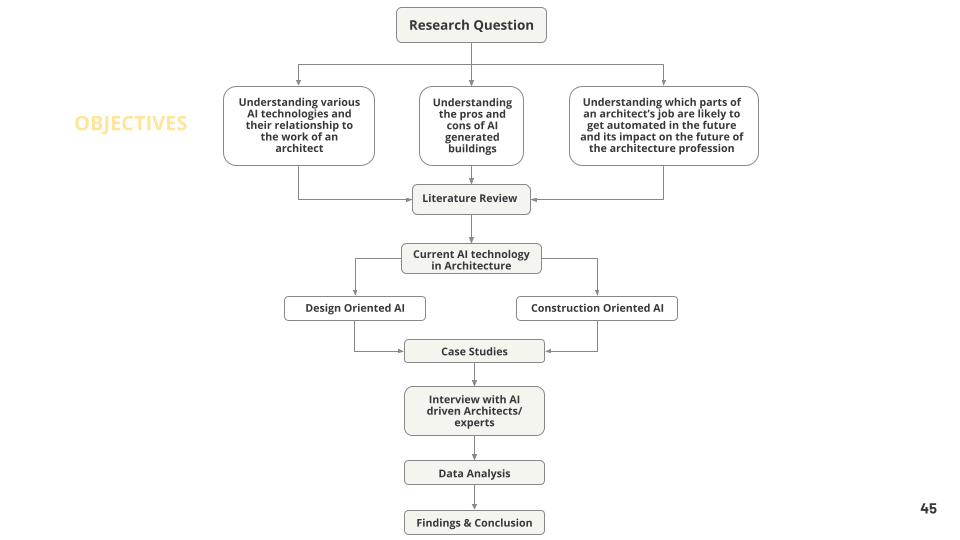 Research Question
Understanding various
AI technologies and
their relationship to
the work of an
architect
Understanding
the pros and
cons of AI
generated
buildings
Understanding which parts of
an architect's job are likely to
get automated in the future
and its impact on the future of
the architecture profession
OBJECTIVES
Literature Review
Current AI technology
in Architecture
Design Oriented AI
Construction Oriented AI
Case Studies
Interview with AI
driven Architects/
experts
Data Analysis
Findings & Conclusion
45